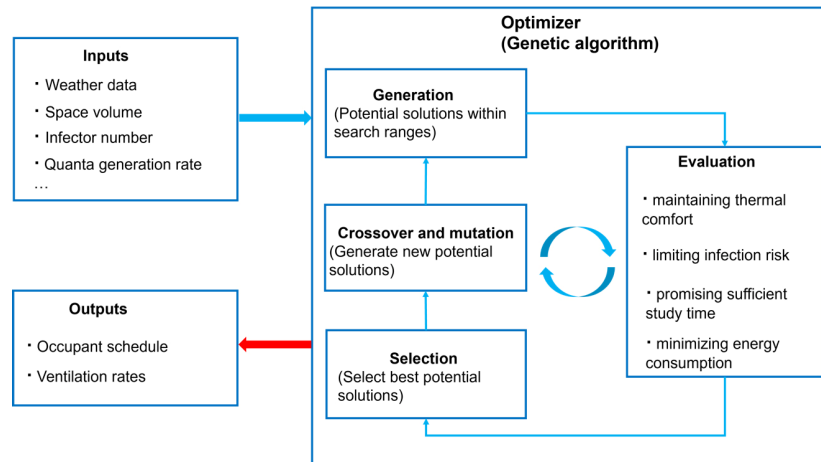 Inputs
・Weather data
・Space volume
・Infector number
・Quanta generation rate
…
Outputs
・Occupant schedule
・Ventilation rates
Optimizer
(Genetic algorithm)
Generation
(Potential solutions within
search ranges)
Crossover and mutation
(Generate new potential
solutions)
Selection
(Select best potential
solutions)
Evaluation
・maintaining thermal
comfort
・limiting infection risk
・promising sufficient
study time
・minimizing energy
consumption